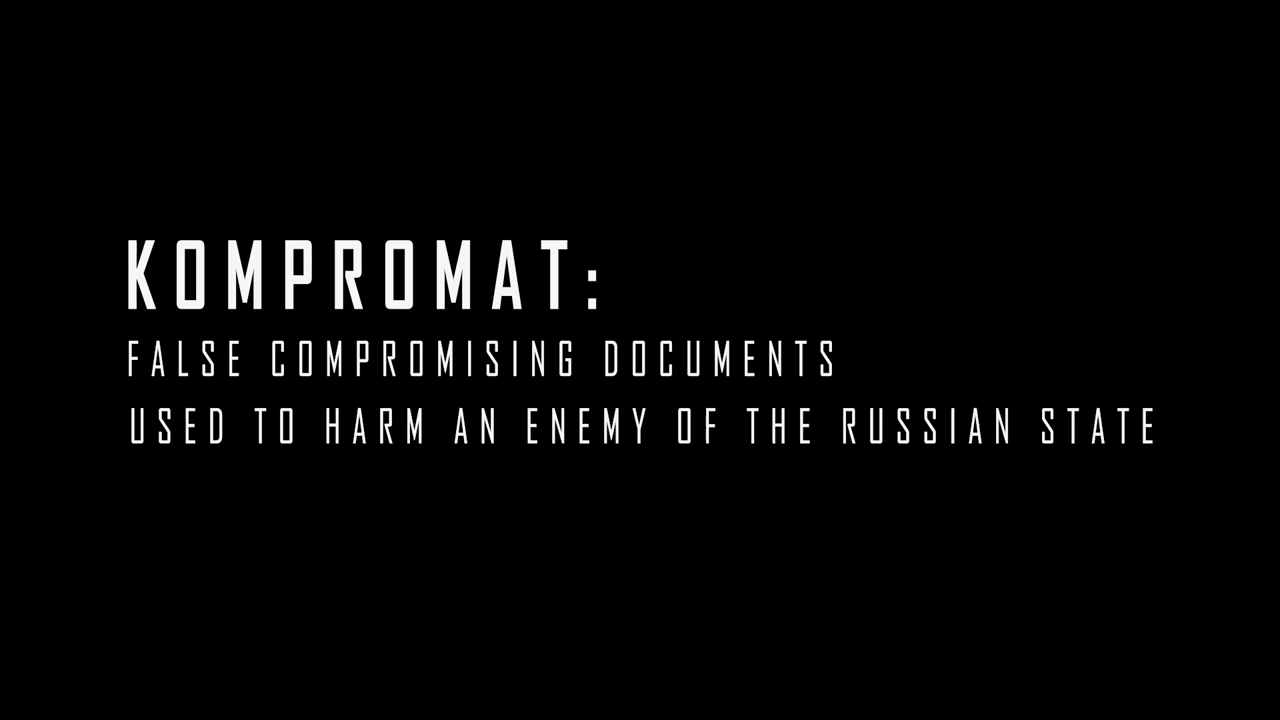 KOMPROMAT:
FALSE COMPROMISING DOCUMENTS
USED TO HARM AN ENEMY OF THE RUSSIAN STATE